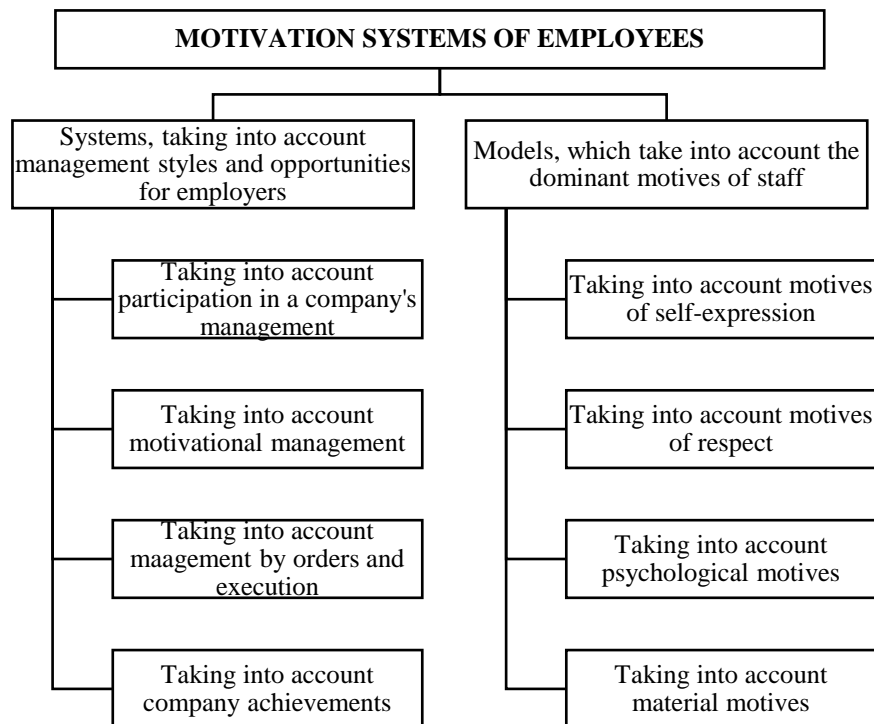 MOTIVATION SYSTEMS OF EMPLOYEES
Systems, taking into account
management styles and opportunities
for employers
Taking into account
participation in a company's
management
Taking into account
motivational management
Taking into account
maagement by orders and
execution
Taking into account
company achievements
Models, which take into account the
dominant motives of staff
Taking into account motives
of self-expression
Taking into account motives
of respect
Taking into account
psychological motives
Taking into account
material motives